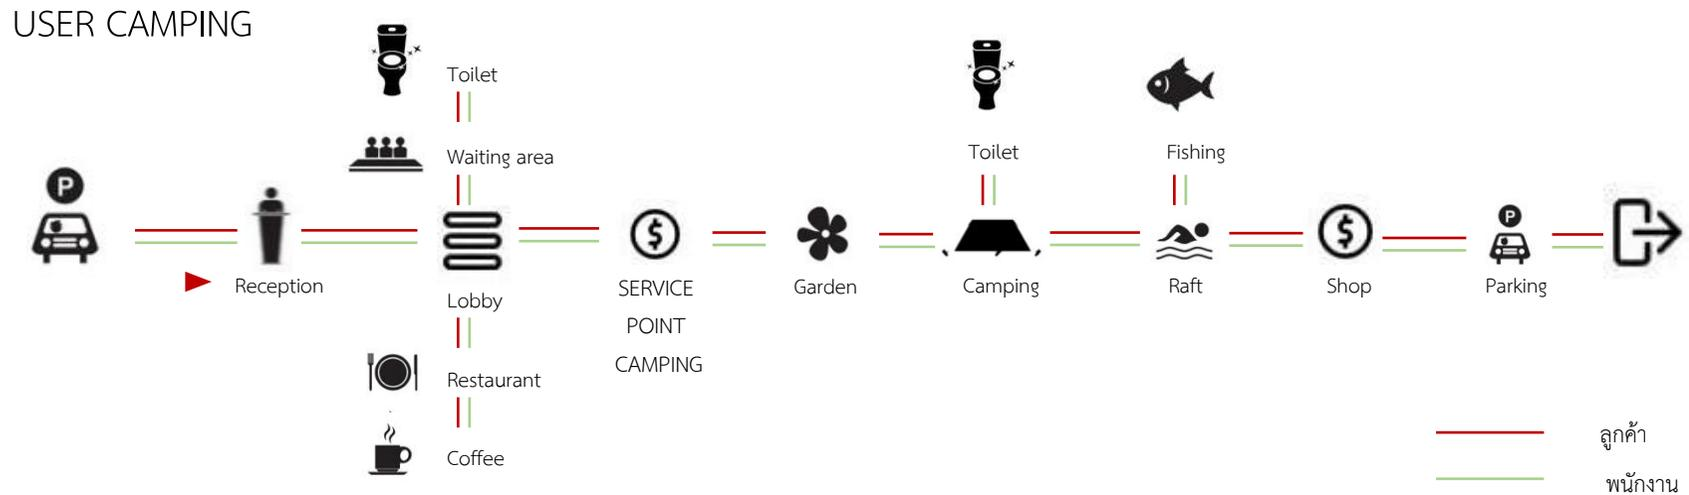 USER CAMPING
Toilet
Waiting area
Toilet
Fishing
P
P
$
$
Reception
Lobby
SERVICE
POINT
CAMPING
Garden
Camping
Raft
Shop
Parking
Restaurant
Coffee
ลูกค้า
พนักงาน